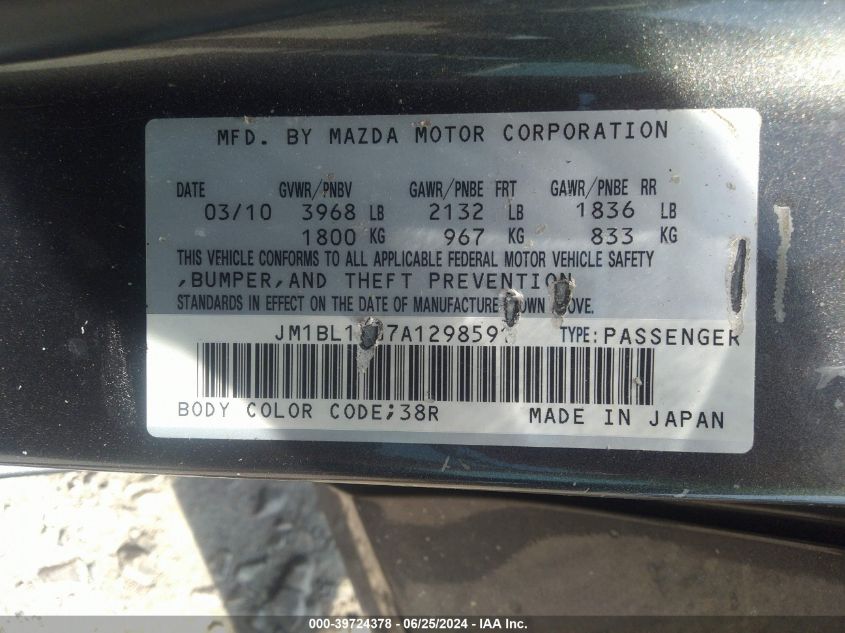 MFD. BY MAZDA MOTOR CORPORATION
DATE GVWR/PNBV GAWR/PNBE FRT GAWR/PNBE RR
03/10 3968 LB 2132 LB 1836 LB
1800 KG 967 KG 833 KG
THIS VEHICLE CONFORMS TO ALL APPLICABLE FEDERAL MOTOR VEHICLE SAFETY
,BUMPER,AND THEFT PREVENTION
STANDARDS IN EFFECT ON THE DATE OF MANUFACTURE
TYPE:PASSENGER
BODY COLOR CODE;38R MADE IN JAPAN
000-39724378 - 06/25/2024 - IAA Inc.